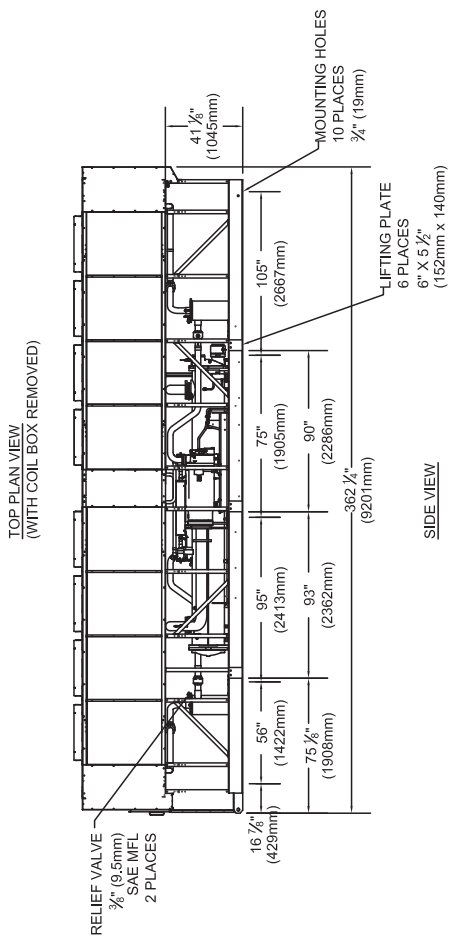 TOP PLAN VIEW
(WITH COIL BOX REMOVED)
RELIEF VALVE
⅜" (9.5mm)
SAE MFL
2 PLACES
41 ⅛"
(1045mm)
MOUNTING HOLES
10 PLACES
¾" (19mm)
LIFTING PLATE
6 PLACES
6" X 5 ½"
(152mm x 140mm)
16 ⅞"
(429mm)
56"
(1422mm)
95"
(2413mm)
75"
(1905mm)
105"
(2667mm)
75 ⅛"
(1908mm)
93"
(2362mm)
90"
(2286mm)
362 ¼"
(9201mm)
SIDE VIEW